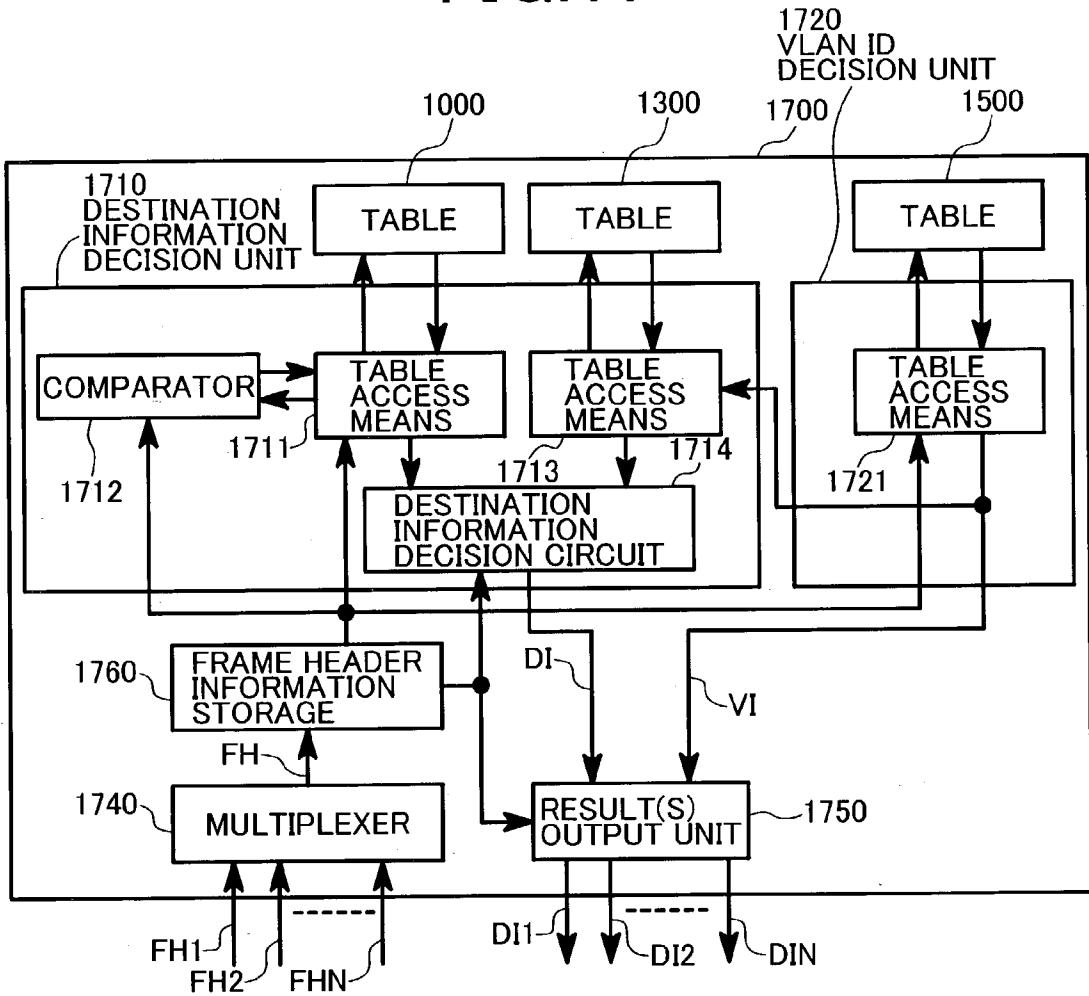 1720
VLAN ID
DECISION UNIT
1000
1300
1700
1500
1710
DESTINATION
INFORMATION
DECISION UNIT
TABLE
TABLE
TABLE
COMPARATOR
TABLE
ACCESS
MEANS
TABLE
ACCESS
MEANS
TABLE
ACCESS
MEANS
1711
1712
1713
1714
1721
DESTINATION
INFORMATION
DECISION CIRCUIT
1760
FRAME HEADER
INFORMATION
STORAGE
DI
VI
FH
1740
MULTIPLEXER
RESULT(S)
OUTPUT UNIT
1750
FH1
FH2
FHN
DI1
DI2
DIN